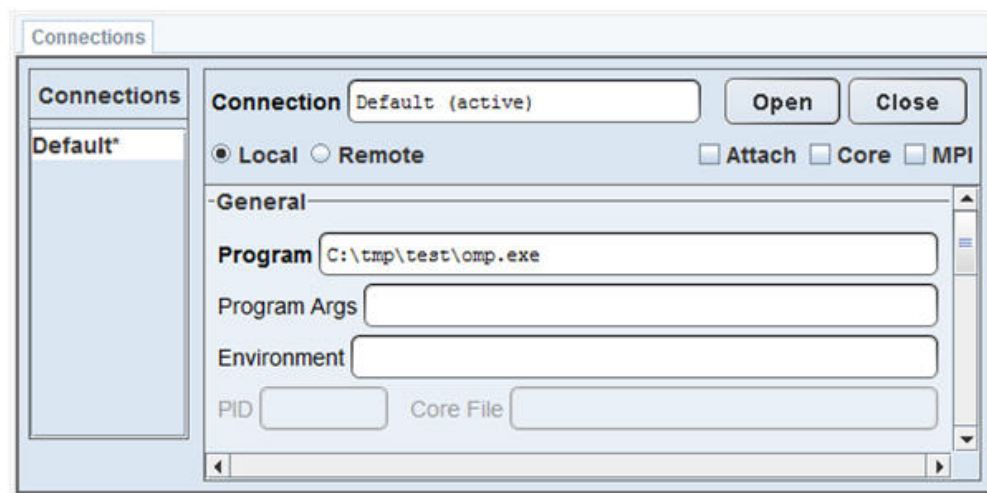 Connections
Connections
Default*
Connection Default (active) Open Close
Local Remote Attach Core MPI
General
Program C:\tmp\test\omp.exe
Program Args
Environment
PID Core File